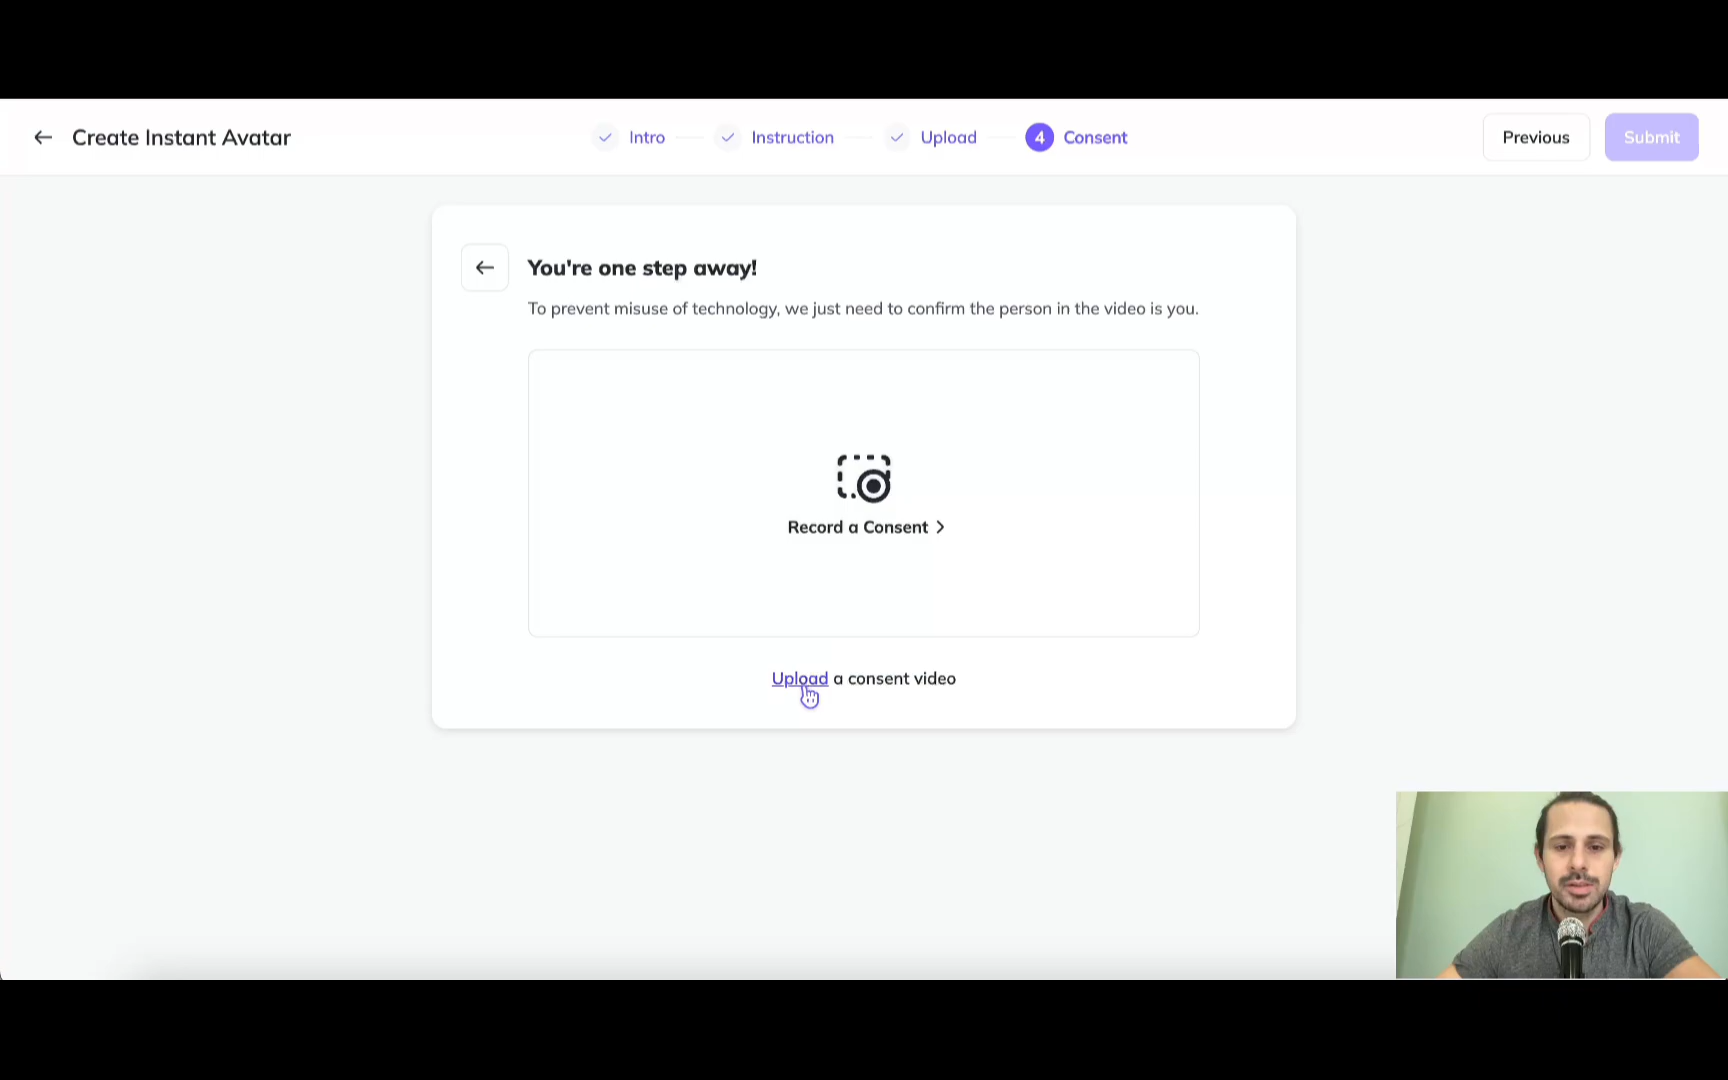 Create Instant Avatar
Intro
Instruction
Upload
4 Consent
Previous
Submit
You're one step away!
To prevent misuse of technology, we just need to confirm the person in the video is you.
Record a Consent
Upload a consent video